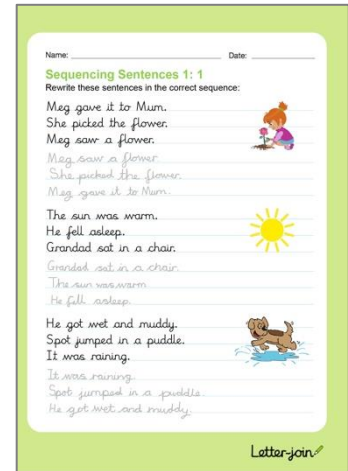 Name:
Date:
Sequencing Sentences 1: 1
Rewrite these sentences in the correct sequence:
Meg gave it to Mum.
She picked the flower.
Meg saw a flower.
Meg saw a flower.
She picked the flower.
Meg gave it to Mum.
The sun was warm.
He fell asleep.
Grandad sat in a chair.
Grandad sat in a chair.
The sun was warm.
He fell asleep.
He got wet and muddy.
Spot jumped in a puddle.
It was raining.
It was raining.
Spot jumped in a puddle.
He got wet and muddy.
Letter-join